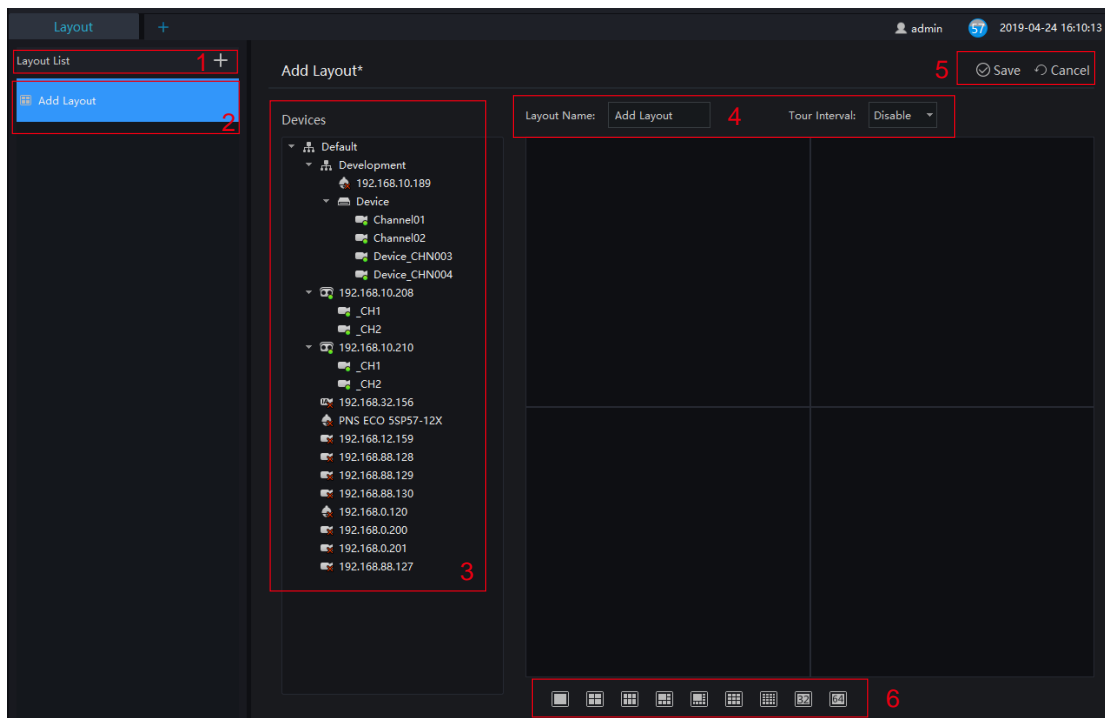 Layout + admin 57 2019-04-24 16:10:13
Layout List 1 +
Add Layout* 5 Save Cancel
Add Layout 2
Layout Name: Add Layout 4 Tour Interval: Disable
Devices
Default
Development
192.168.10.189
Device
Channel01
Channel02
Device_CHN003
Device_CHN004
192.168.10.208
_CH1
_CH2
192.168.10.210
_CH1
_CH2
192.168.32.156
PNS ECO 5SP57-12X
192.168.12.159
192.168.88.128
192.168.88.129
192.168.88.130
192.168.0.120
192.168.0.200
192.168.0.201
192.168.88.127
3
32 64 6